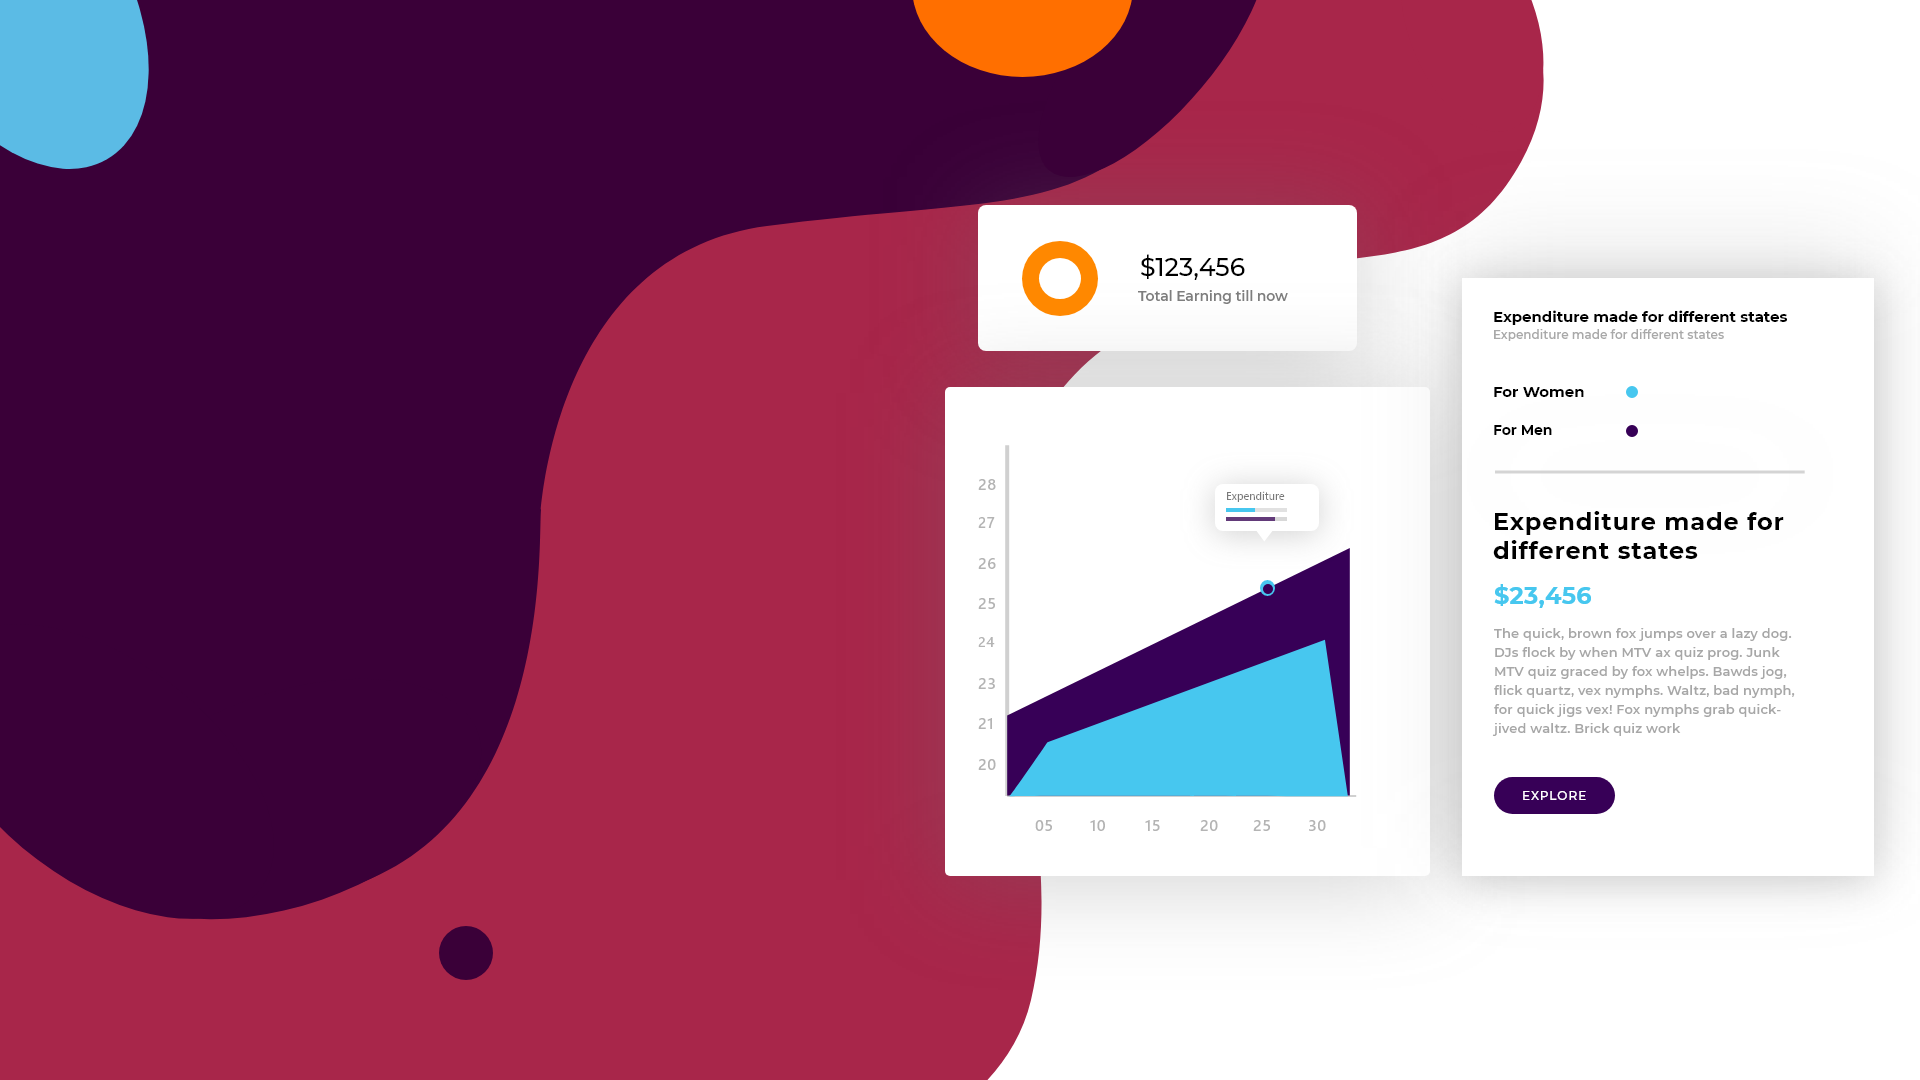 $123,456
Total Earning till now
28
27
26
25
24
23
21
20
Expenditure
05 10 15 20 25 30
Expenditure made for different states
Expenditure made for different states
For Women
For Men
Expenditure made for
different states
$23,456
The quick, brown fox jumps over a lazy dog.
DJs flock by when MTV ax quiz prog. Junk
MTV quiz graced by fox whelps. Bawds jog,
flick quartz, vex nymphs. Waltz, bad nymph,
for quick jigs vex! Fox nymphs grab quick-
jived waltz. Brick quiz work
EXPLORE